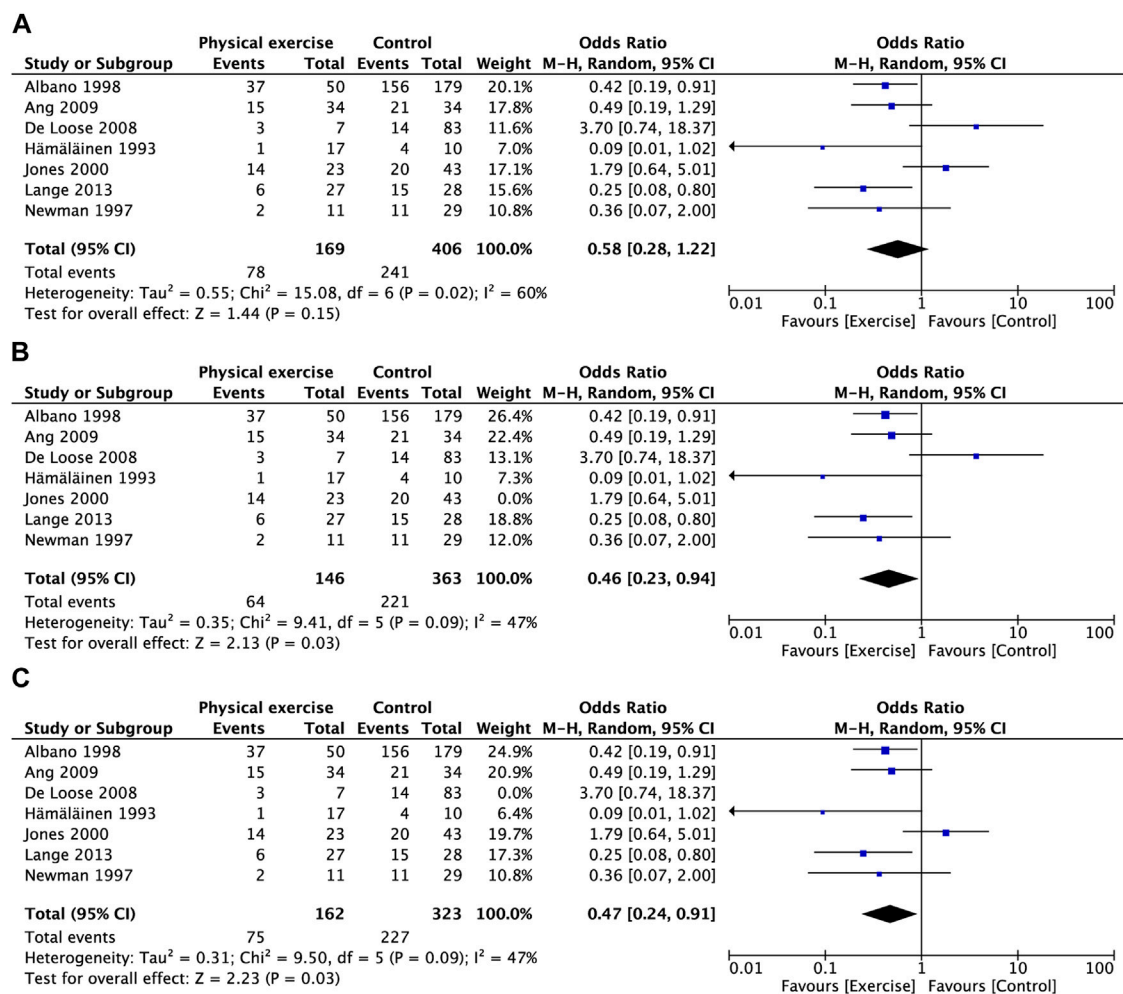 A
Physical exercise Control Odds Ratio Odds Ratio
Study or Subgroup Events Total Events Total Weight M-H, Random, 95% CI M-H, Random, 95% CI
Albano 1998 37 50 156 179 20.1% 0.42 [0.19, 0.91]
Ang 2009 15 34 21 34 17.8% 0.49 [0.19, 1.29]
De Loose 2008 3 7 14 83 11.6% 3.70 [0.74, 18.37]
Hämäläinen 1993 1 17 4 10 7.0% 0.09 [0.01, 1.02]
Jones 2000 14 23 20 43 17.1% 1.79 [0.64, 5.01]
Lange 2013 6 27 15 28 15.6% 0.25 [0.08, 0.80]
Newman 1997 2 11 11 29 10.8% 0.36 [0.07, 2.00]
Total (95% CI) 169 406 100.0% 0.58 [0.28, 1.22]
Total events 78 241
Heterogeneity: Tau² = 0.55; Chi² = 15.08, df = 6 (P = 0.02); I² = 60%
Test for overall effect: Z = 1.44 (P = 0.15)
0.01 0.1 1 10 100
Favours [Exercise] Favours [Control]
B
Physical exercise Control Odds Ratio Odds Ratio
Study or Subgroup Events Total Events Total Weight M-H, Random, 95% CI M-H, Random, 95% CI
Albano 1998 37 50 156 179 26.4% 0.42 [0.19, 0.91]
Ang 2009 15 34 21 34 22.4% 0.49 [0.19, 1.29]
De Loose 2008 3 7 14 83 13.1% 3.70 [0.74, 18.37]
Hämäläinen 1993 1 17 4 10 7.3% 0.09 [0.01, 1.02]
Jones 2000 14 23 20 43 0.0% 1.79 [0.64, 5.01]
Lange 2013 6 27 15 28 18.8% 0.25 [0.08, 0.80]
Newman 1997 2 11 11 29 12.0% 0.36 [0.07, 2.00]
Total (95% CI) 146 363 100.0% 0.46 [0.23, 0.94]
Total events 64 221
Heterogeneity: Tau² = 0.35; Chi² = 9.41, df = 5 (P = 0.09); I² = 47%
Test for overall effect: Z = 2.13 (P = 0.03)
0.01 0.1 1 10 100
Favours [Exercise] Favours [Control]
C
Physical exercise Control Odds Ratio Odds Ratio
Study or Subgroup Events Total Events Total Weight M-H, Random, 95% CI M-H, Random, 95% CI
Albano 1998 37 50 156 179 24.9% 0.42 [0.19, 0.91]
Ang 2009 15 34 21 34 20.9% 0.49 [0.19, 1.29]
De Loose 2008 3 7 14 83 0.0% 3.70 [0.74, 18.37]
Hämäläinen 1993 1 17 4 10 6.4% 0.09 [0.01, 1.02]
Jones 2000 14 23 20 43 19.7% 1.79 [0.64, 5.01]
Lange 2013 6 27 15 28 17.3% 0.25 [0.08, 0.80]
Newman 1997 2 11 11 29 10.8% 0.36 [0.07, 2.00]
Total (95% CI) 162 323 100.0% 0.47 [0.24, 0.91]
Total events 75 227
Heterogeneity: Tau² = 0.31; Chi² = 9.50, df = 5 (P = 0.09); I² = 47%
Test for overall effect: Z = 2.23 (P = 0.03)
0.01 0.1 1 10 100
Favours [Exercise] Favours [Control]